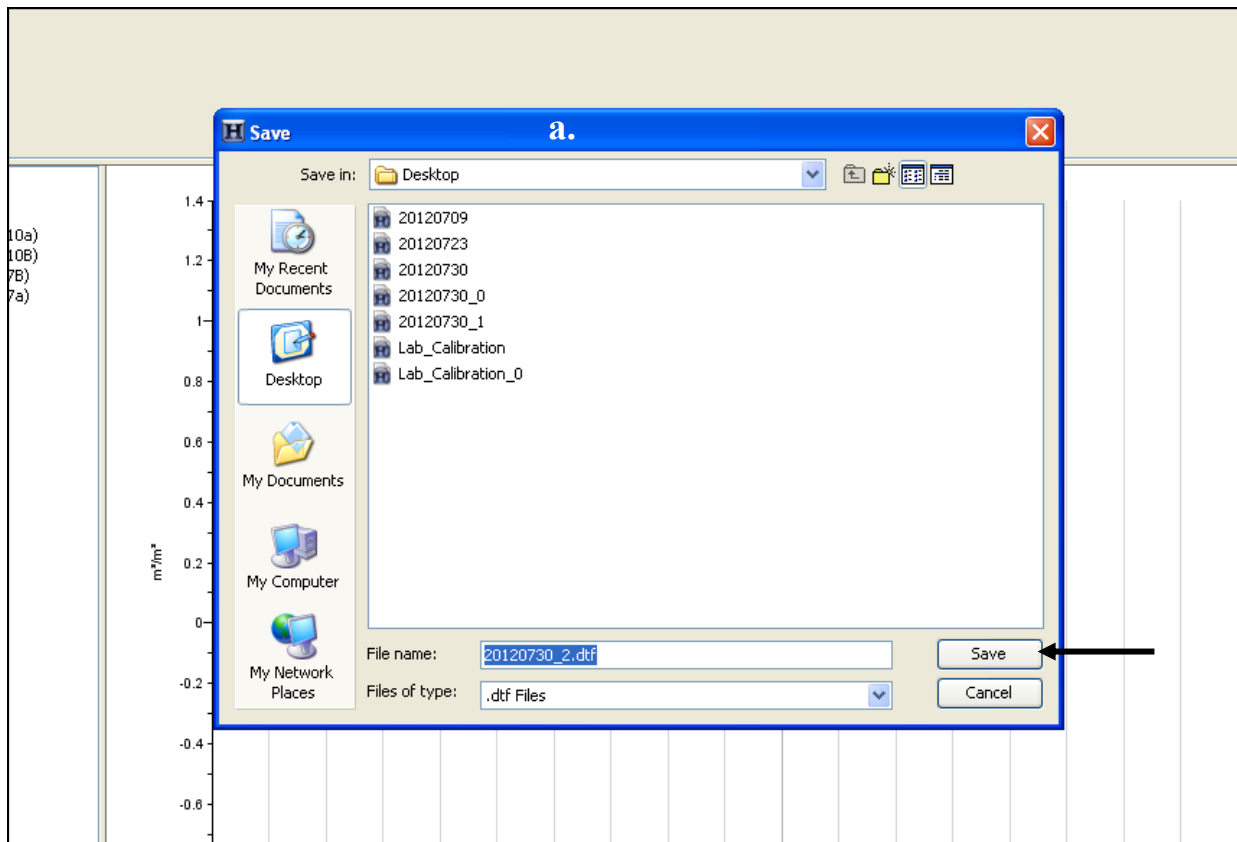 Save
a.
Save in:
Desktop
10a)
10B)
7B)
7a)
1.4
1.2
1
0.8
0.6
0.4
0.2
0
-0.2
-0.4
-0.6
m³/m³
My Recent
Documents
Desktop
My Documents
My Computer
My Network
Places
20120709
20120723
20120730
20120730_0
20120730_1
Lab_Calibration
Lab_Calibration_0
File name:
20120730_2.dtf
Save
Files of type:
.dtf Files
Cancel